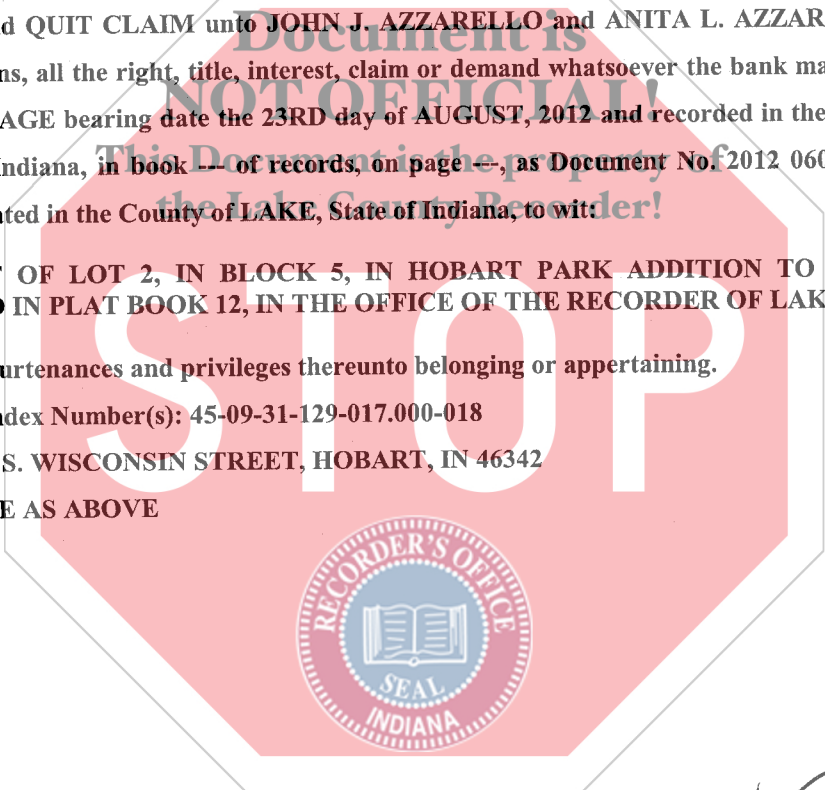 d QUIT CLAIM unto JOHN J. AZZARELLO and ANITA L. AZZAR
Document is
ns, all the right, title, interest, claim or demand whatsoever the bank ma
NOT OFFICIAL!
AGE bearing date the 23RD day of AUGUST, 2012 and recorded in the
This Document is the property of
ndiana, in book --- of records, on page ---, as Document No. 2012 060
the Lake County Recorder!
ated in the County of LAKE, State of Indiana, to wit:
OF LOT 2, IN BLOCK 5, IN HOBART PARK ADDITION TO
IN PLAT BOOK 12, IN THE OFFICE OF THE RECORDER OF LAK
STOP
urtenances and privileges thereunto belonging or appertaining.
ndex Number(s): 45-09-31-129-017.000-018
S. WISCONSIN STREET, HOBART, IN 46342
E AS ABOVE
RECORDER'S OFFICE
SEAL
INDIANA